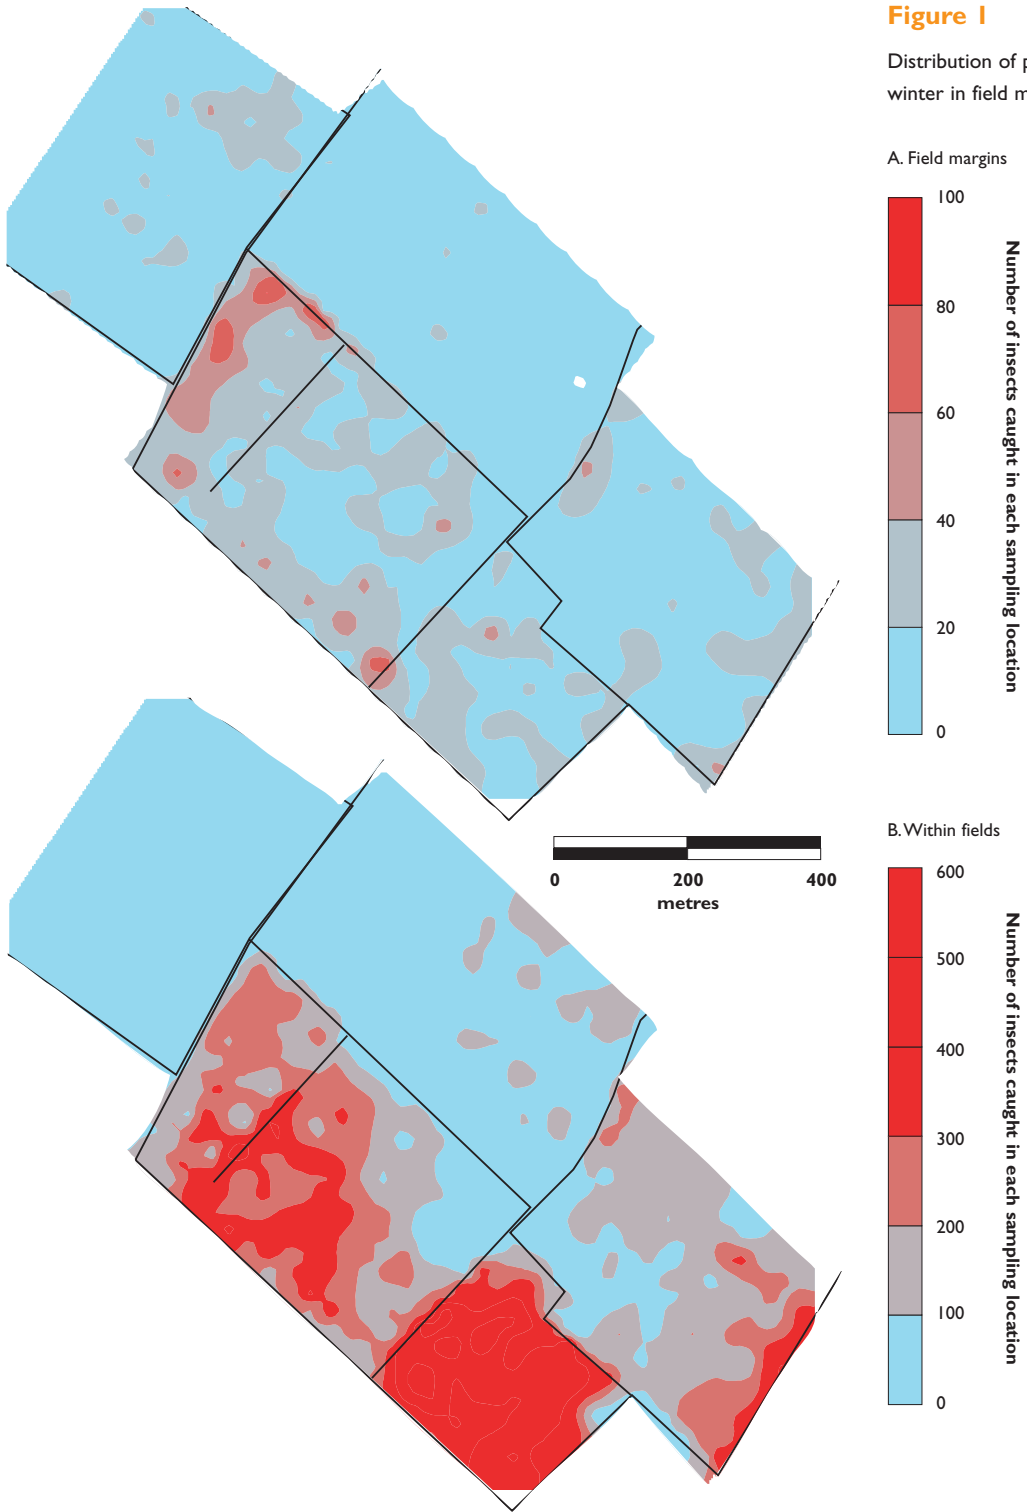 Figure 1
Distribution of p
winter in field m
A. Field margins
100
80
60
40
20
0
Number of insects caught in each sampling location
0 200 400
metres
B. Within fields
600
500
400
300
200
100
0
Number of insects caught in each sampling location